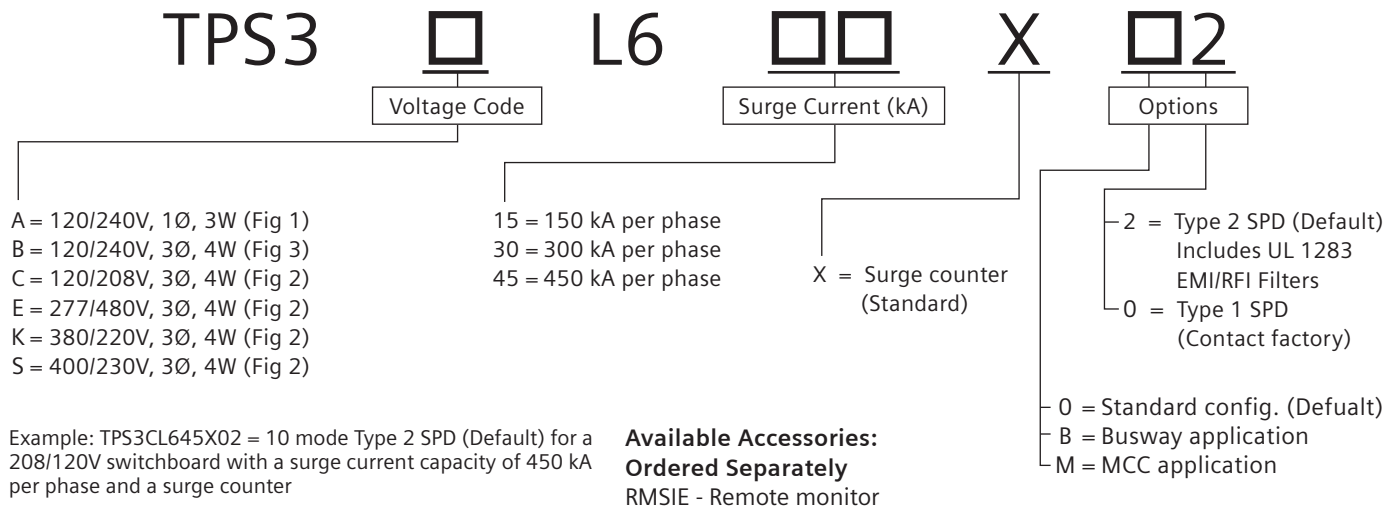 TPS3 □ L6 □□ X □2
Voltage Code
Surge Current (kA)
Options
A = 120/240V, 1Ø, 3W (Fig 1)
B = 120/240V, 3Ø, 4W (Fig 3)
C = 120/208V, 3Ø, 4W (Fig 2)
E = 277/480V, 3Ø, 4W (Fig 2)
K = 380/220V, 3Ø, 4W (Fig 2)
S = 400/230V, 3Ø, 4W (Fig 2)
15 = 150 kA per phase
30 = 300 kA per phase
45 = 450 kA per phase
X = Surge counter
(Standard)
2 = Type 2 SPD (Default)
Includes UL 1283
EMI/RFI Filters
0 = Type 1 SPD
(Contact factory)
0 = Standard config. (Defualt)
B = Busway application
M = MCC application
Example: TPS3CL645X02 = 10 mode Type 2 SPD (Default) for a
208/120V switchboard with a surge current capacity of 450 kA
per phase and a surge counter
Available Accessories:
Ordered Separately
RMSIE - Remote monitor